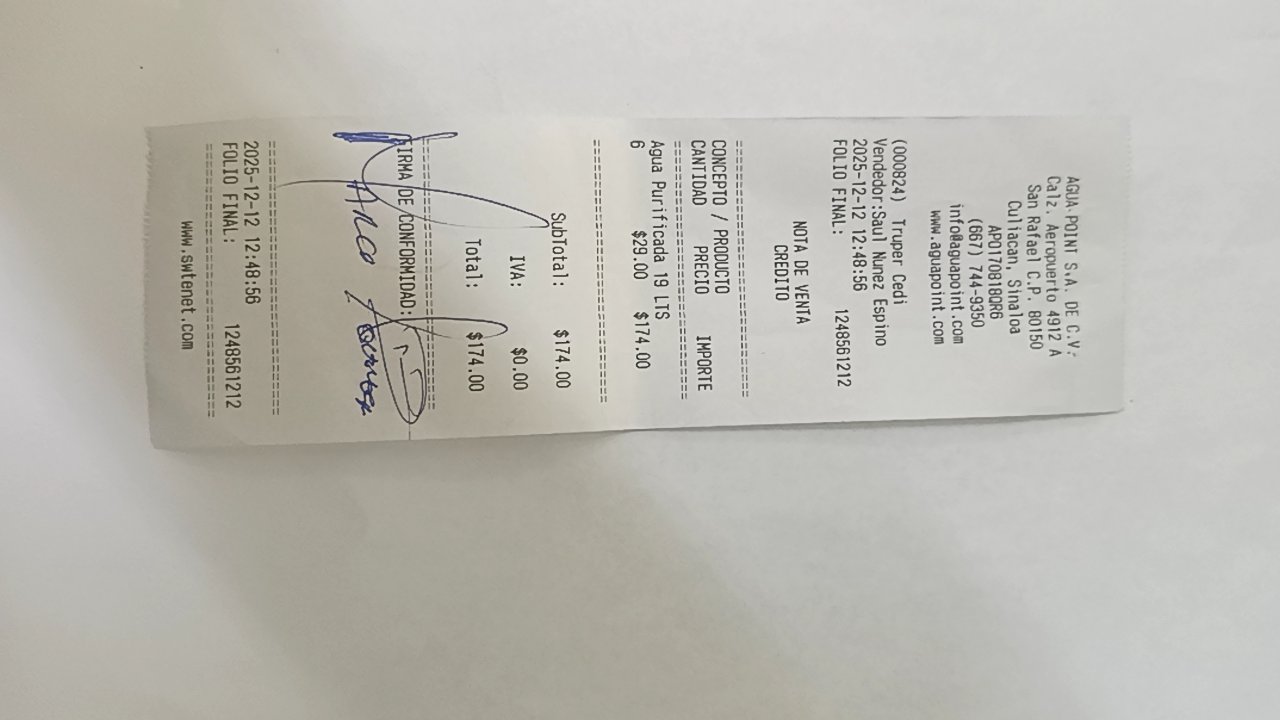 AGUA POINT S.A. DE C.V.
Calz. Aeropuerto 4912 A
San Rafael C.P. 80150
Culiacan, Sinaloa
APO170818QR6
(667) 744-9350
info@aguapoint.com
www.aguapoint.com
(000824) Truper Cedi
Vendedor:Saul Nunez Espino
2025-12-12 12:48:56
FOLIO FINAL: 1248561212
NOTA DE VENTA
CREDITO
CONCEPTO / PRODUCTO
CANTIDAD PRECIO IMPORTE
Agua Purificada 19 LTS
6 $29.00 $174.00
SubTotal: $174.00
IVA: $0.00
Total: $174.00
FIRMA DE CONFORMIDAD:
2025-12-12 12:48:56
FOLIO FINAL: 1248561212
www.swtenet.com